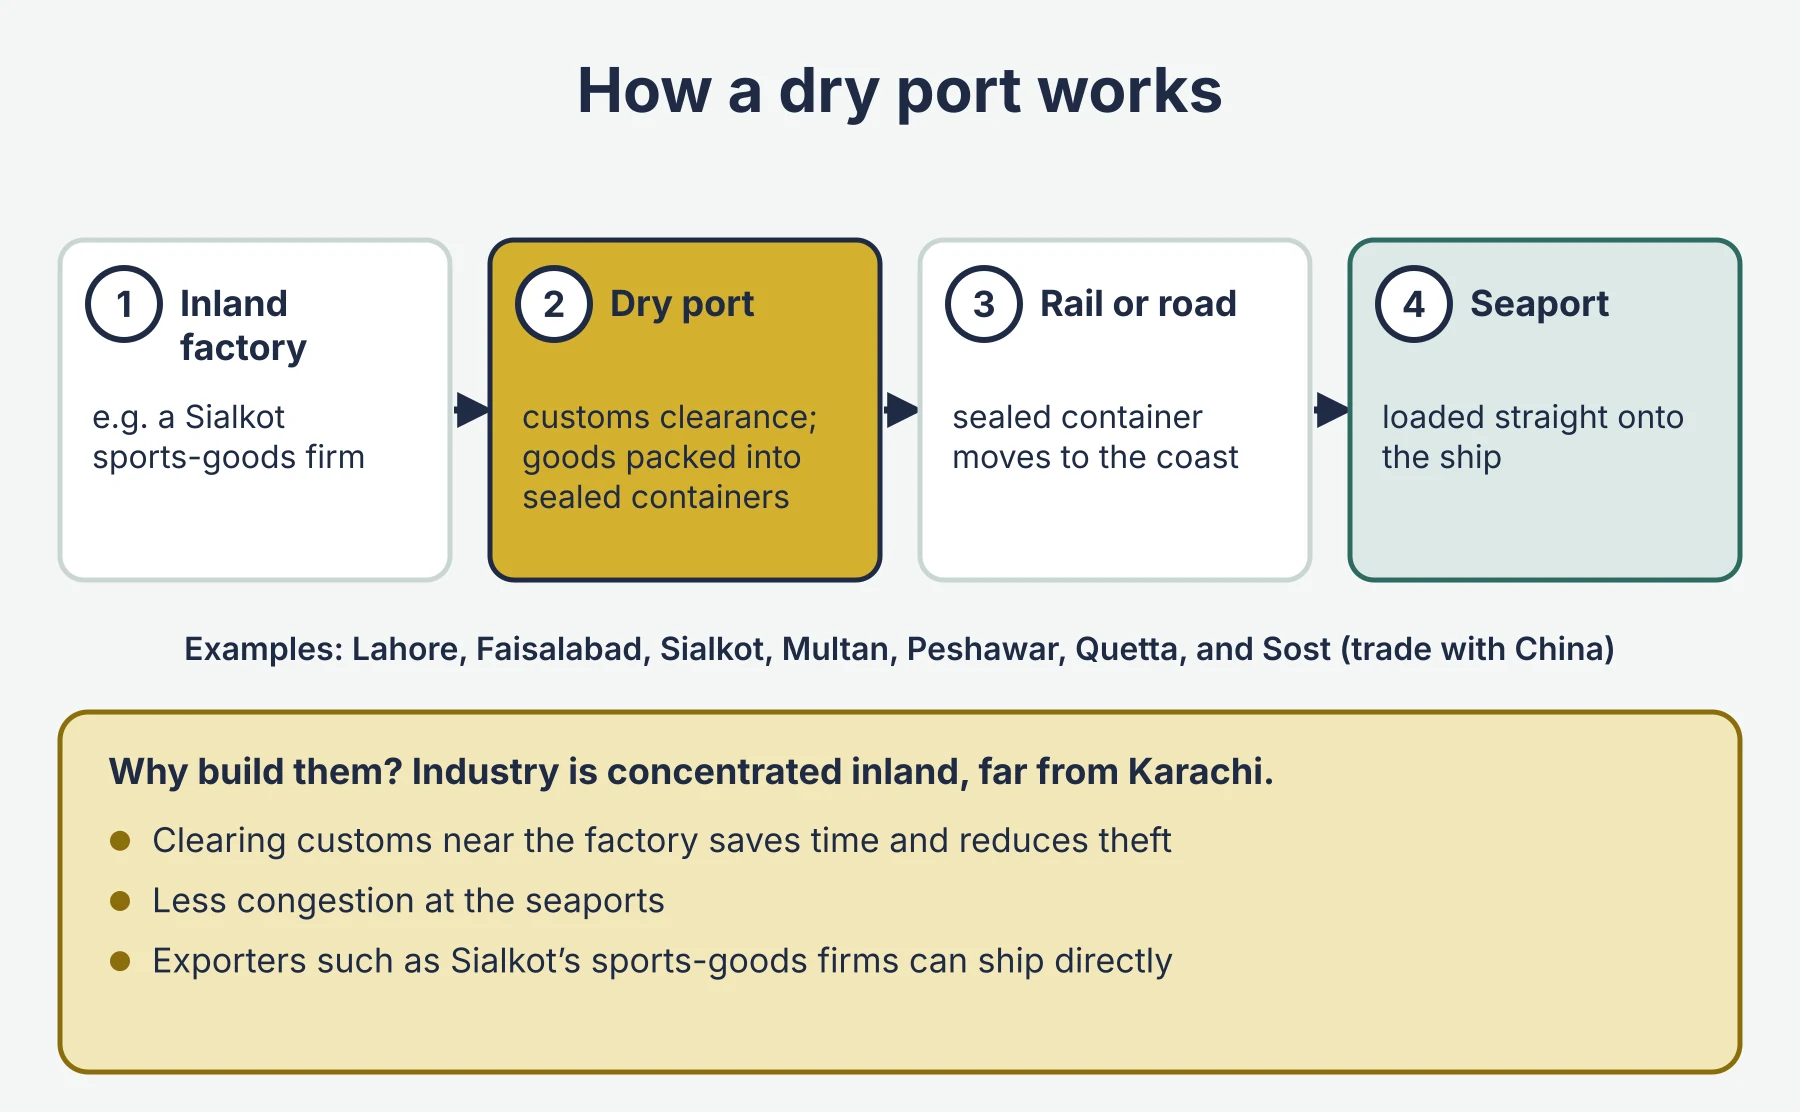 How a dry port works
1
Inland
factory
e.g. a Sialkot
sports-goods firm
2
Dry port
customs clearance;
goods packed into
sealed containers
3
Rail or road
sealed container
moves to the coast
4
Seaport
loaded straight onto
the ship
Examples: Lahore, Faisalabad, Sialkot, Multan, Peshawar, Quetta, and Sost (trade with China)
Why build them? Industry is concentrated inland, far from Karachi.
Clearing customs near the factory saves time and reduces theft
Less congestion at the seaports
Exporters such as Sialkot’s sports-goods firms can ship directly